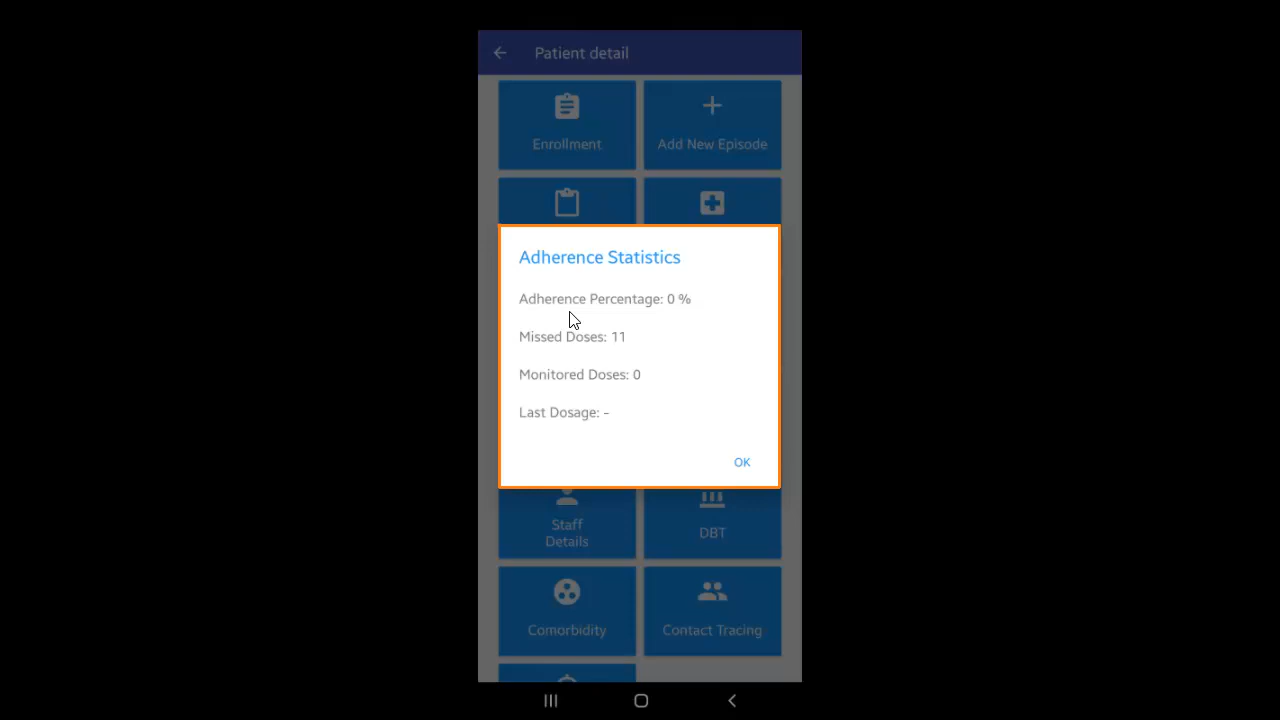 Patient detail
Enrollment
Add New Episode
Adherence Statistics
Adherence Percentage: 0 %
Missed Doses: 11
Monitored Doses: 0
Last Dosage: -
OK
Staff
Details
DBT
Comorbidity
Contact Tracing